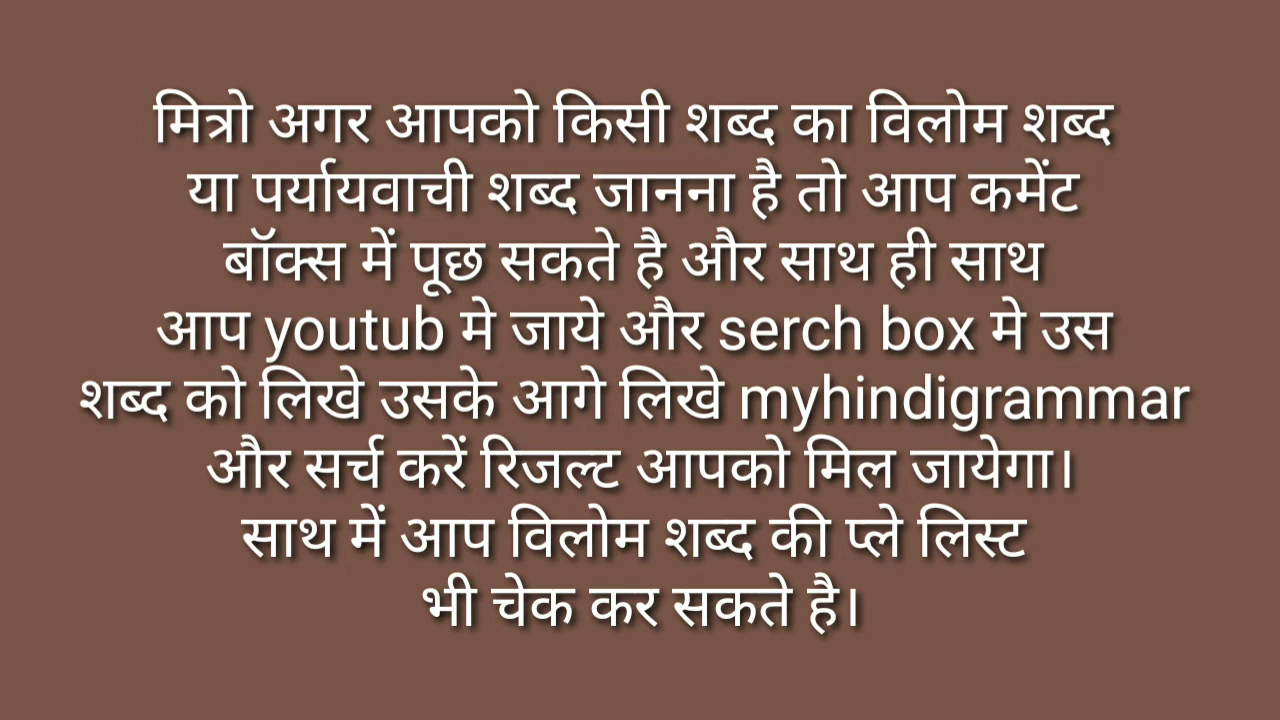 मित्रो अगर आपको किसी शब्द का विलोम शब्द
या पर्यायवाची शब्द जानना है तो आप कमेंट
बॉक्स में पूछ सकते है और साथ ही साथ
आप youtub मे जाये और serch box मे उस
शब्द को लिखे उसके आगे लिखे myhindigrammar
और सर्च करें रिजल्ट आपको मिल जायेगा।
साथ में आप विलोम शब्द की प्ले लिस्ट
भी चेक कर सकते है।